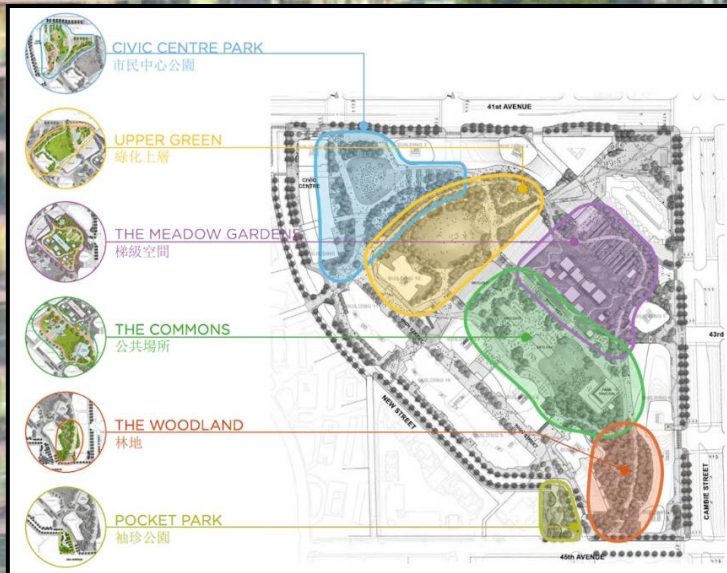 CIVIC CENTRE PARK
市民中心公園
41st AVENUE
UPPER GREEN
綠化上層
CIVIC
CENTRE
THE MEADOW GARDENS
梯級空間
THE COMMONS
公共場所
43rd
NEW STREET
THE WOODLAND
林地
CAMBIE STREET
POCKET PARK
袖珍公園
45th AVENUE